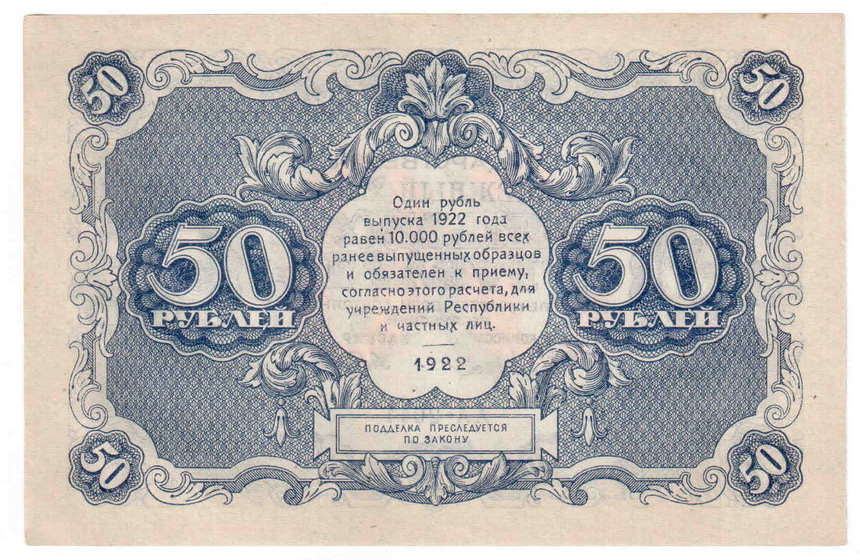 50
50
Один рубль
выпуска 1922 года
равен 10.000 рублей всех
ранее выпущенных образцов
и обязателен к приему,
согласно этого расчета, для
учреждений Республики
и частных лиц.
1922
50
РУБЛЕЙ
50
РУБЛЕЙ
ПОДДЕЛКА ПРЕСЛЕДУЕТСЯ
ПО ЗАКОНУ
50
50